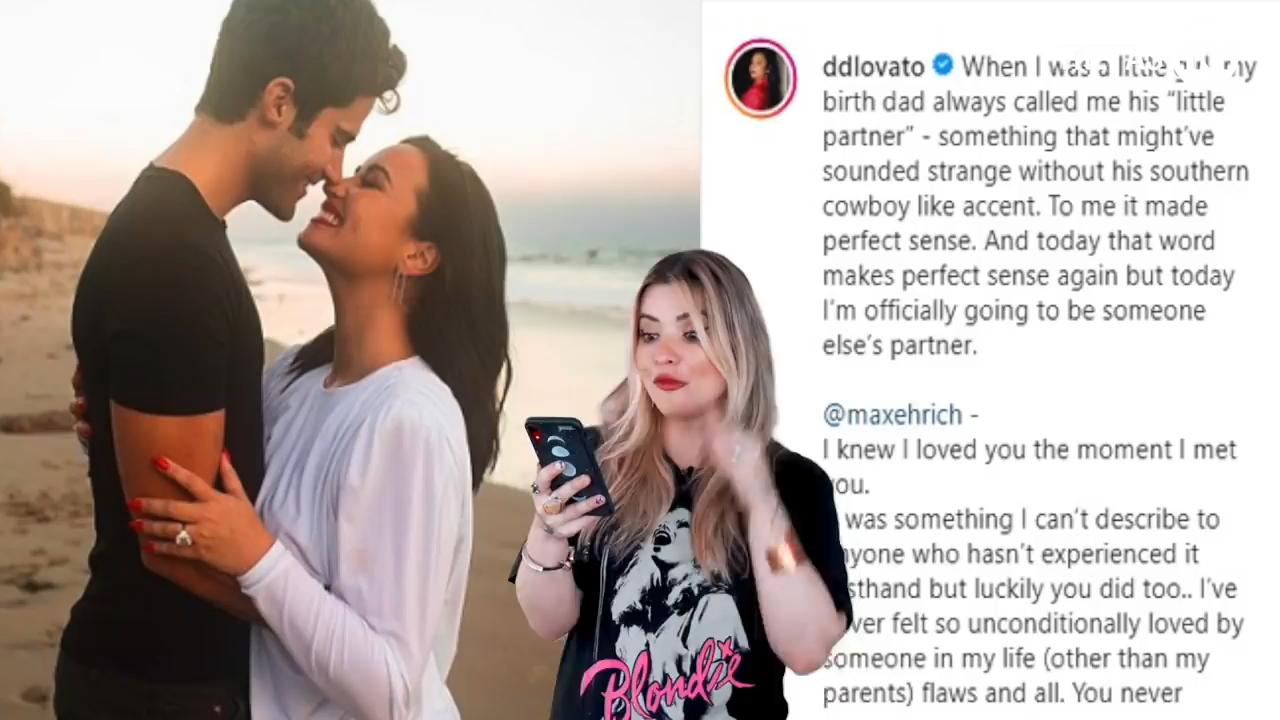 ddlovato When I was a little my
birth dad always called me his “little
partner” - something that might’ve
sounded strange without his southern
cowboy like accent. To me it made
perfect sense. And today that word
makes perfect sense again but today
I’m officially going to be someone
else’s partner.
@maxehrich -
I knew I loved you the moment I met
you.
was something I can’t describe to
anyone who hasn’t experienced it
firsthand but luckily you did too.. I’ve
never felt so unconditionally loved by
someone in my life (other than my
parents) flaws and all. You never
Blondie